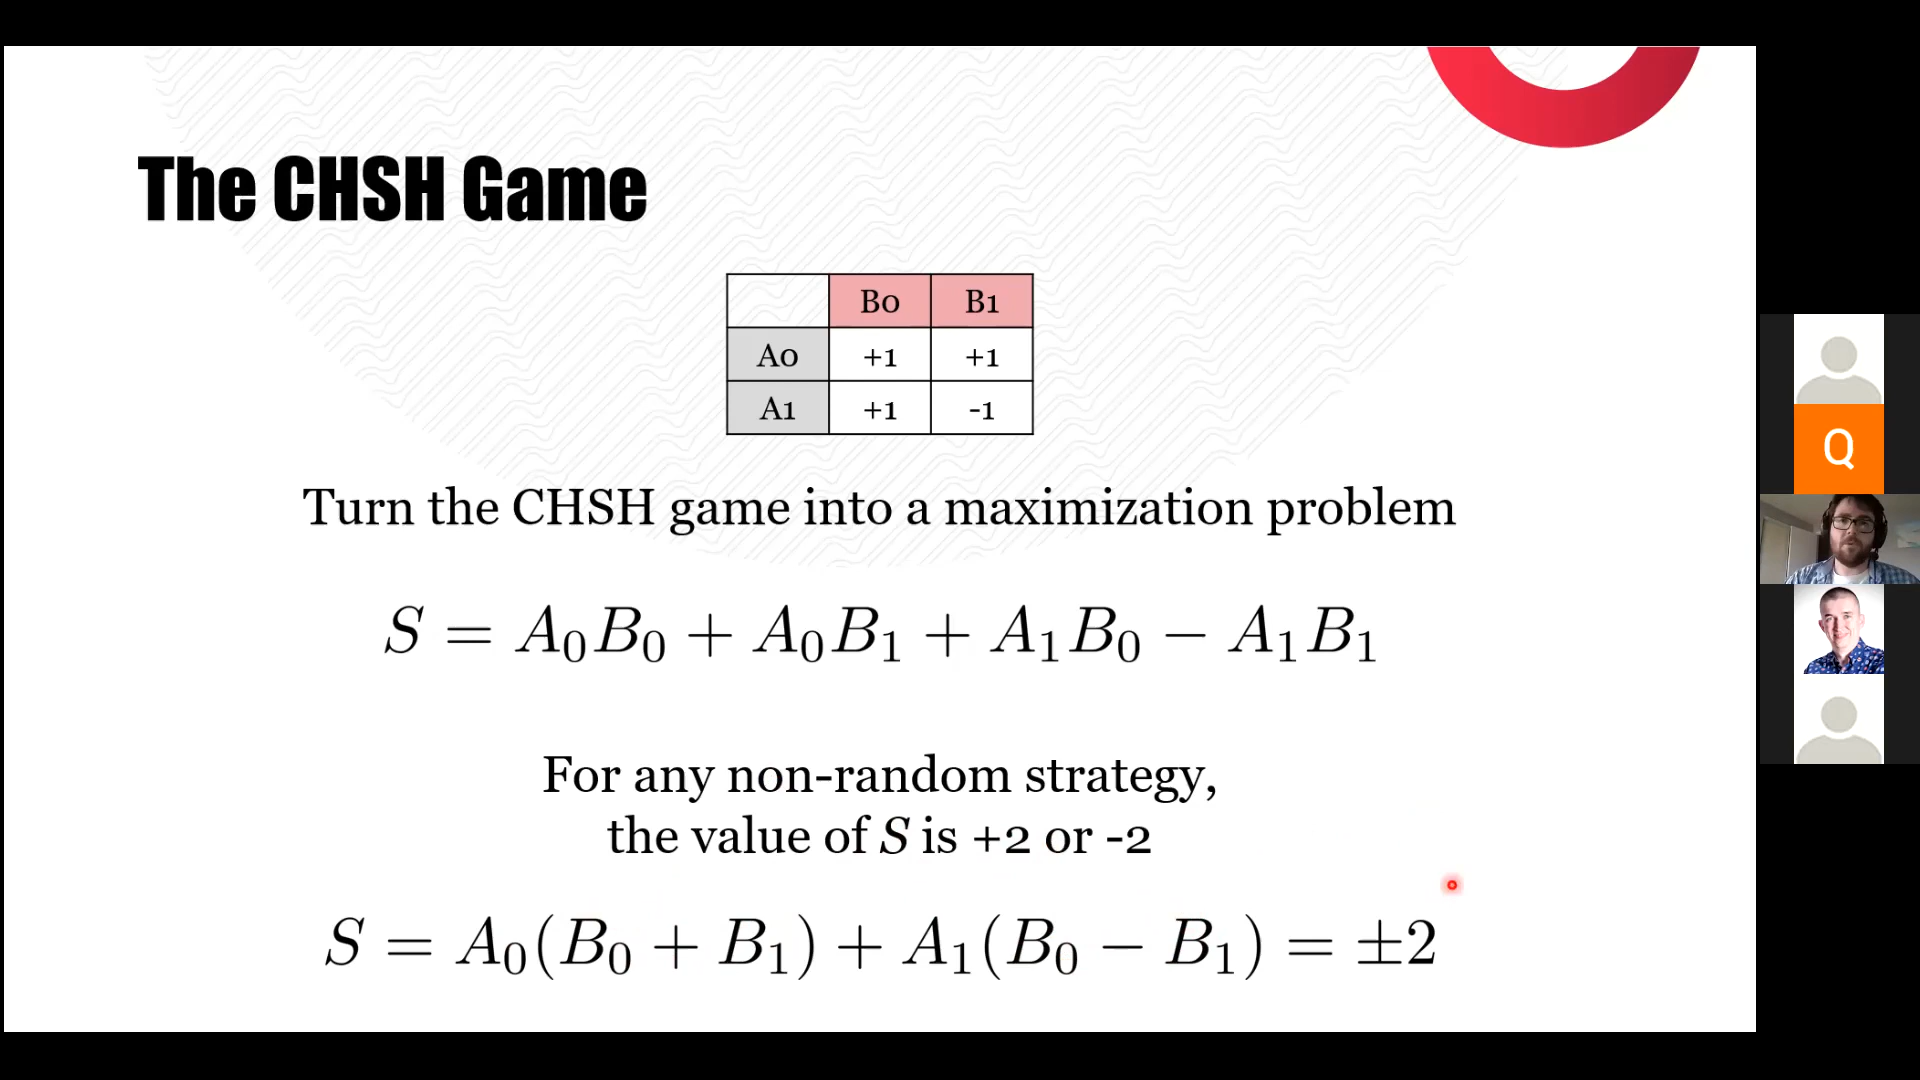 The CHSH Game
B0 B1
A0 +1 +1
A1 +1 -1
Turn the CHSH game into a maximization problem
S = A₀B₀ + A₀B₁ + A₁B₀ − A₁B₁
For any non-random strategy,
the value of S is +2 or -2
S = A₀(B₀ + B₁) + A₁(B₀ − B₁) = ±2
Q